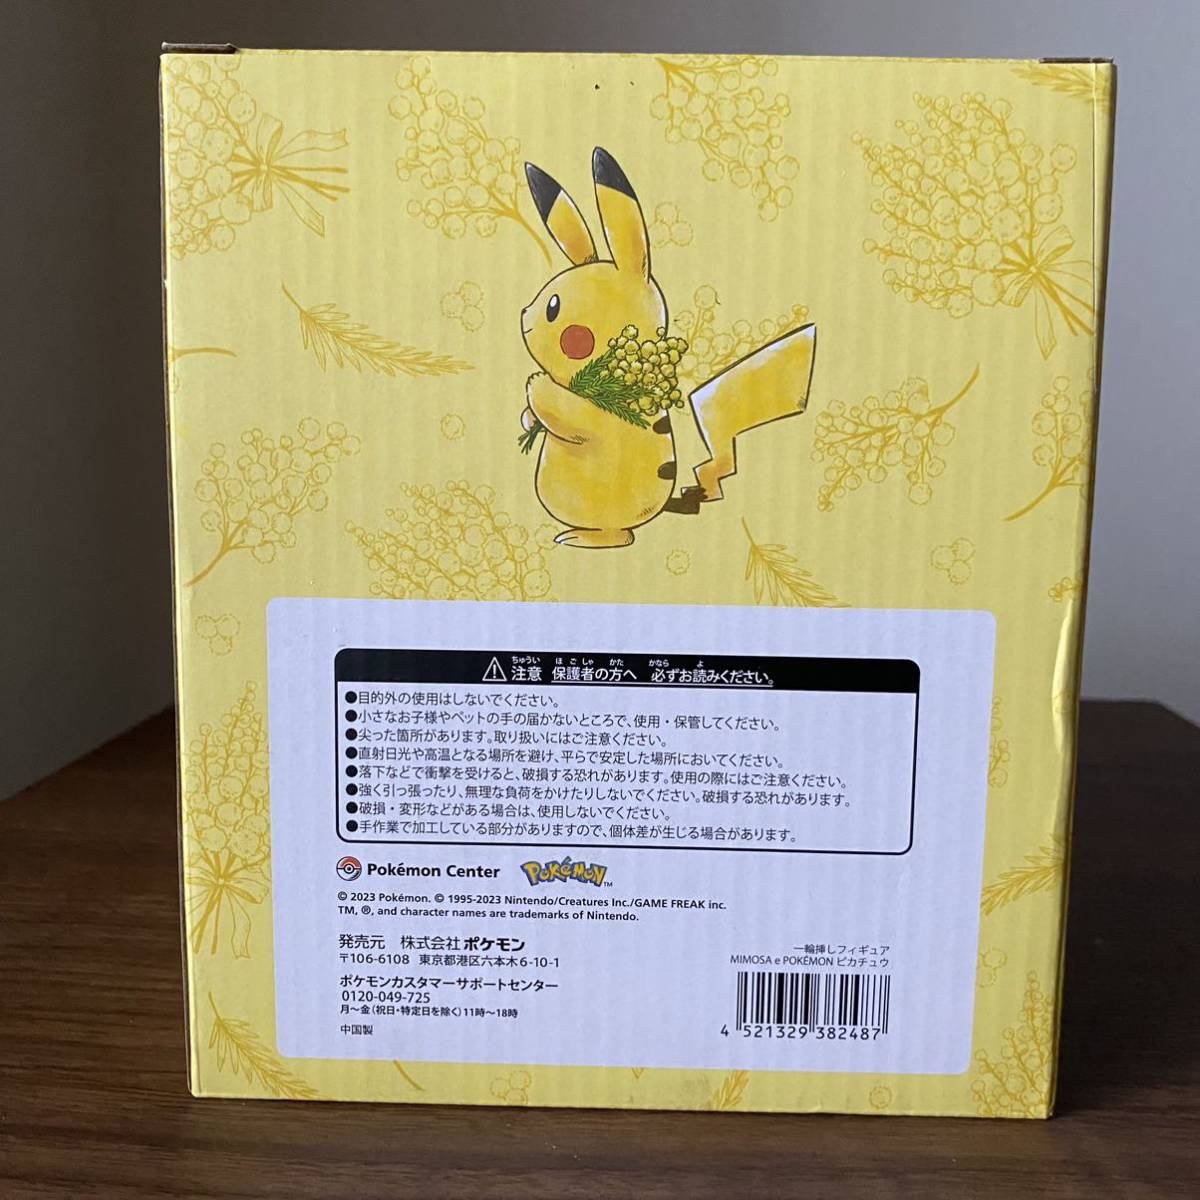 ちゅうい ほごしゃ かた かなら よ
⚠注意 保護者の方へ 必ずお読みください。
●目的外の使用はしないでください。
●小さなお子様やペットの手の届かないところで、使用・保管してください。
●尖った箇所があります。取り扱いにはご注意ください。
●直射日光や高温となる場所を避け、平らで安定した場所においてください。
●落下などで衝撃を受けると、破損する恐れがあります。使用の際にはご注意ください。
●強く引っ張ったり、無理な負荷をかけたりしないでください。破損する恐れがあります。
●破損・変形などがある場合は、使用しないでください。
●手作業で加工している部分がありますので、個体差が生じる場合があります。
Pokémon Center POKéMON™
© 2023 Pokémon. © 1995-2023 Nintendo/Creatures Inc./GAME FREAK inc.
TM, ®, and character names are trademarks of Nintendo.
発売元 株式会社ポケモン
〒106-6108 東京都港区六本木6-10-1
ポケモンカスタマーサポートセンター
0120-049-725
月〜金(祝日・特定日を除く)11時〜18時
中国製
一輪挿しフィギュア
MIMOSA e POKÉMON ピカチュウ
4 521329 382487